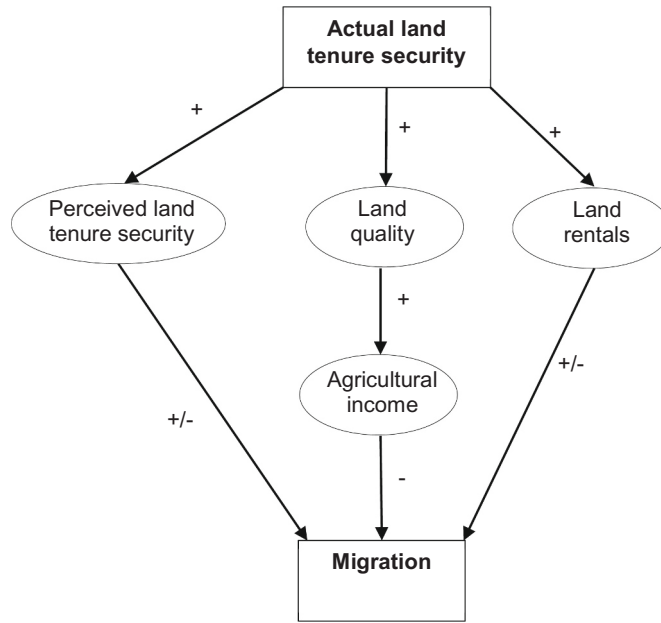 Actual land
tenure security
+
+
+
Perceived land
tenure security
Land
quality
Land
rentals
+
+/-
Agricultural
income
+/-
-
Migration